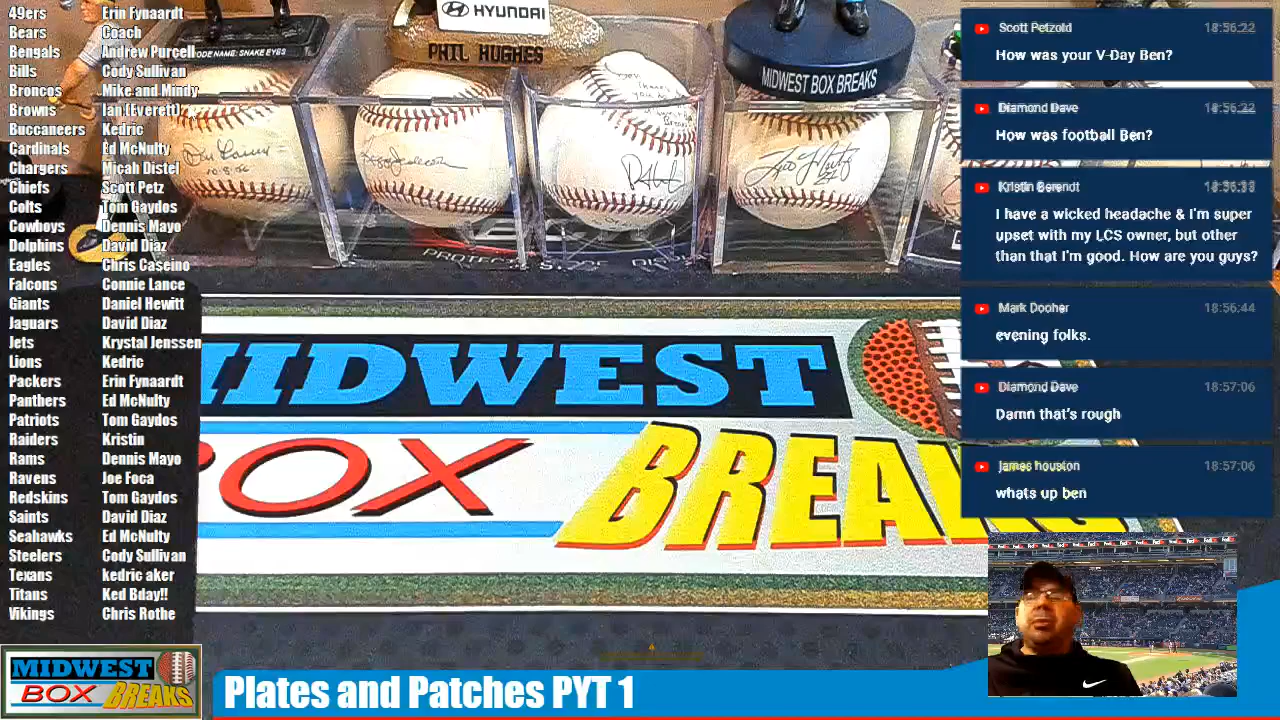 49ers Erin Fynaardt
Bears Coach
Bengals Andrew Purcell
Bills Cody Sullivan
Broncos Mike and Mindy
Browns Ian (Everett)
Buccaneers Kedric
Cardinals Ed McNulty
Chargers Micah Distel
Chiefs Scott Petz
Colts Tom Gaydos
Cowboys Dennis Mayo
Dolphins David Diaz
Eagles Chris Caseino
Falcons Connie Lance
Giants Daniel Hewitt
Jaguars David Diaz
Jets Krystal Jenssen
Lions Kedric
Packers Erin Fynaardt
Panthers Ed McNulty
Patriots Tom Gaydos
Raiders Kristin
Rams Dennis Mayo
Ravens Joe Foca
Redskins Tom Gaydos
Saints David Diaz
Seahawks Ed McNulty
Steelers Cody Sullivan
Texans kedric aker
Titans Ked Bday!!
Vikings Chris Rothe
MIDWEST
BOX BREAKS
CODE NAME: SNAKE EYES
HYUNDAI
PHIL HUGHES
MIDWEST BOX BREAKS
MIDWEST
BOX
Scott Petzold 18:56:22
How was your V-Day Ben?
Diamond Dave 18:56:22
How was football Ben?
Kristin Berendt
I have a wicked headache & I'm super
upset with my LCS owner, but other
than that I'm good. How are you guys?
Mark Dooher 18:56:44
evening folks.
Diamond Dave 18:57:06
Damn that's rough
james houston 18:57:06
whats up ben
Plates and Patches PYT 1